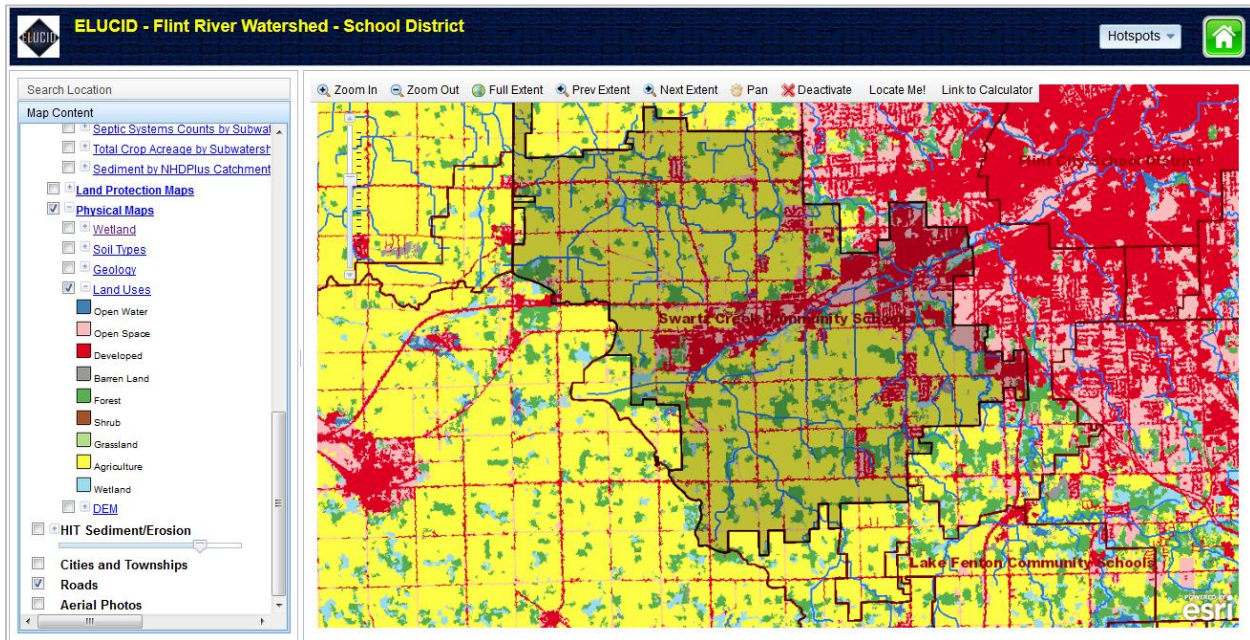 ELUCID
ELUCID - Flint River Watershed - School District
Hotspots
Search Location
Map Content
Septic Systems Counts by Subwat
Total Crop Acreage by Subwatersh
Sediment by NHDPlus Catchment
Land Protection Maps
Physical Maps
Wetland
Soil Types
Geology
Land Uses
Open Water
Open Space
Developed
Barren Land
Forest
Shrub
Grassland
Agriculture
Wetland
DEM
HIT Sediment/Erosion
Cities and Townships
Roads
Aerial Photos
Zoom In Zoom Out Full Extent Prev Extent Next Extent Pan Deactivate Locate Me! Link to Calculator
Flint City School District
Swartz Creek Community Schools
Lake Fenton Community Schools
POWERED BY
esri